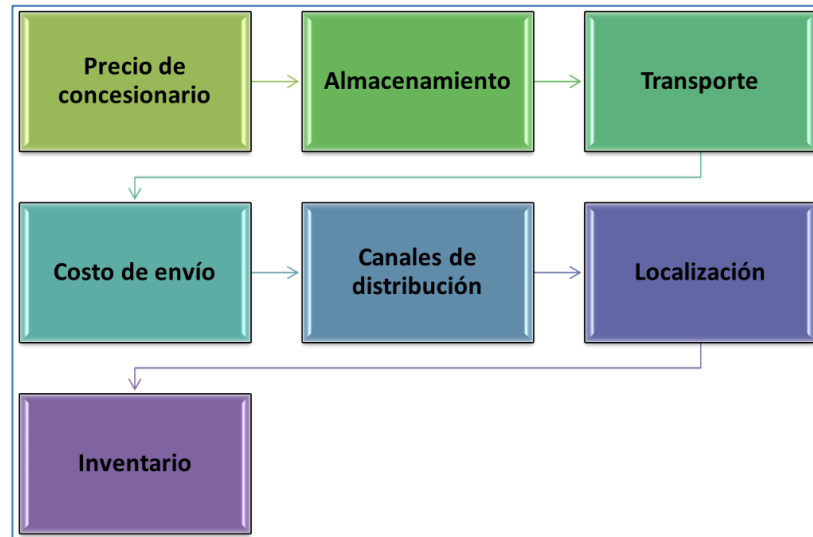 Precio de
concesionario
Almacenamiento
Transporte
Costo de envío
Canales de
distribución
Localización
Inventario